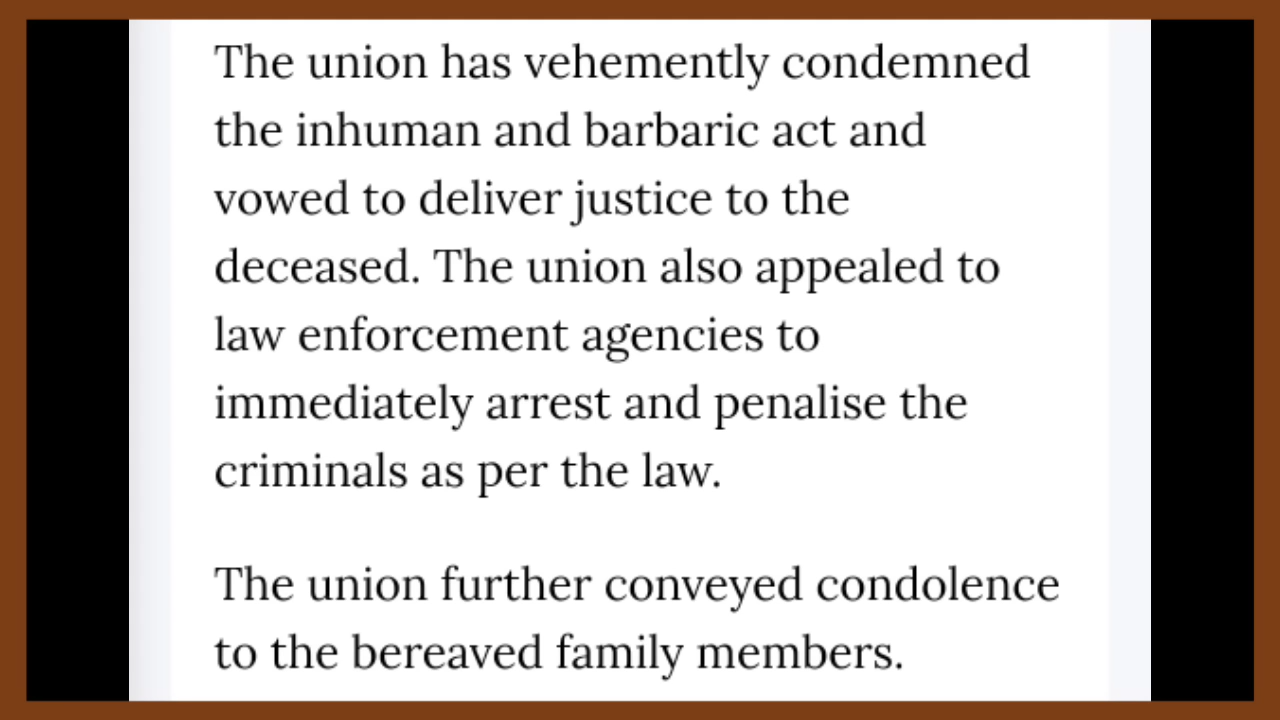 The union has vehemently condemned
the inhuman and barbaric act and
vowed to deliver justice to the
deceased. The union also appealed to
law enforcement agencies to
immediately arrest and penalise the
criminals as per the law.
The union further conveyed condolence
to the bereaved family members.